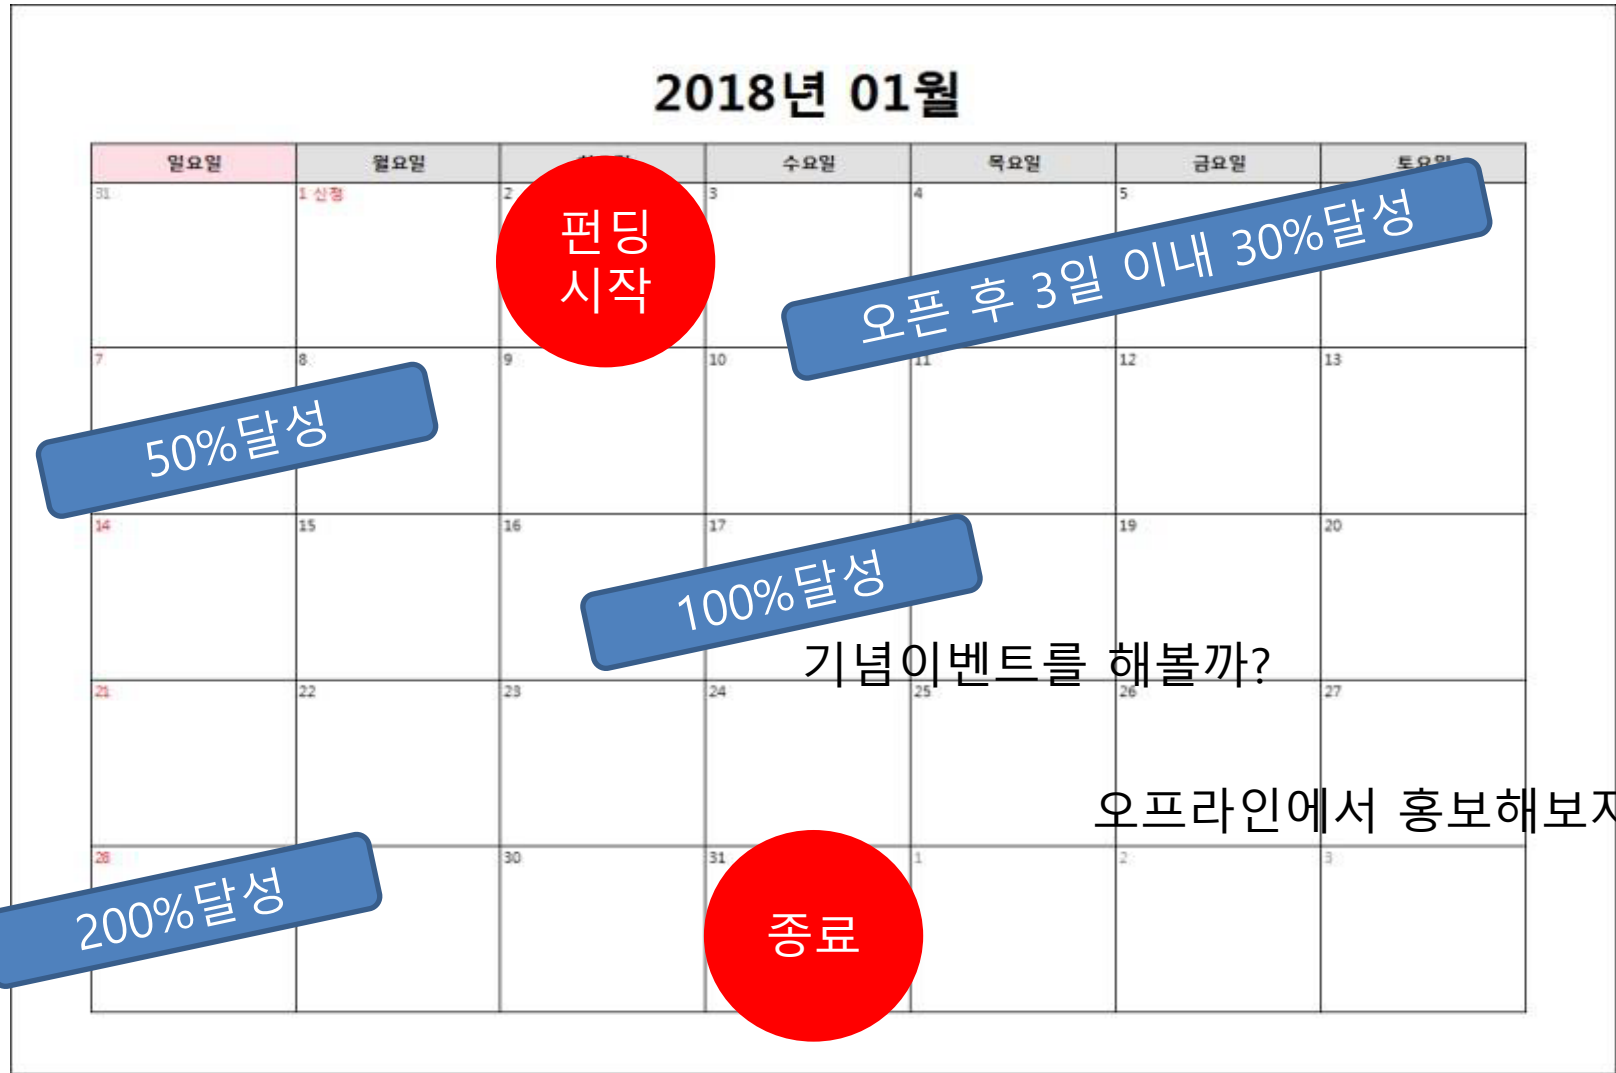 2018년 01월
일요일 월요일 수요일 목요일 금요일 토요일
31 1 신정 2 3 4 5
펀딩
시작
오픈 후 3일 이내 30%달성
7 8 9 10 11 12 13
50%달성
14 15 16 17 19 20
100%달성
기념이벤트를 해볼까?
21 22 23 24 25 26 27
오프라인에서 홍보해보자
28 30 31 1 2 3
200%달성
종료